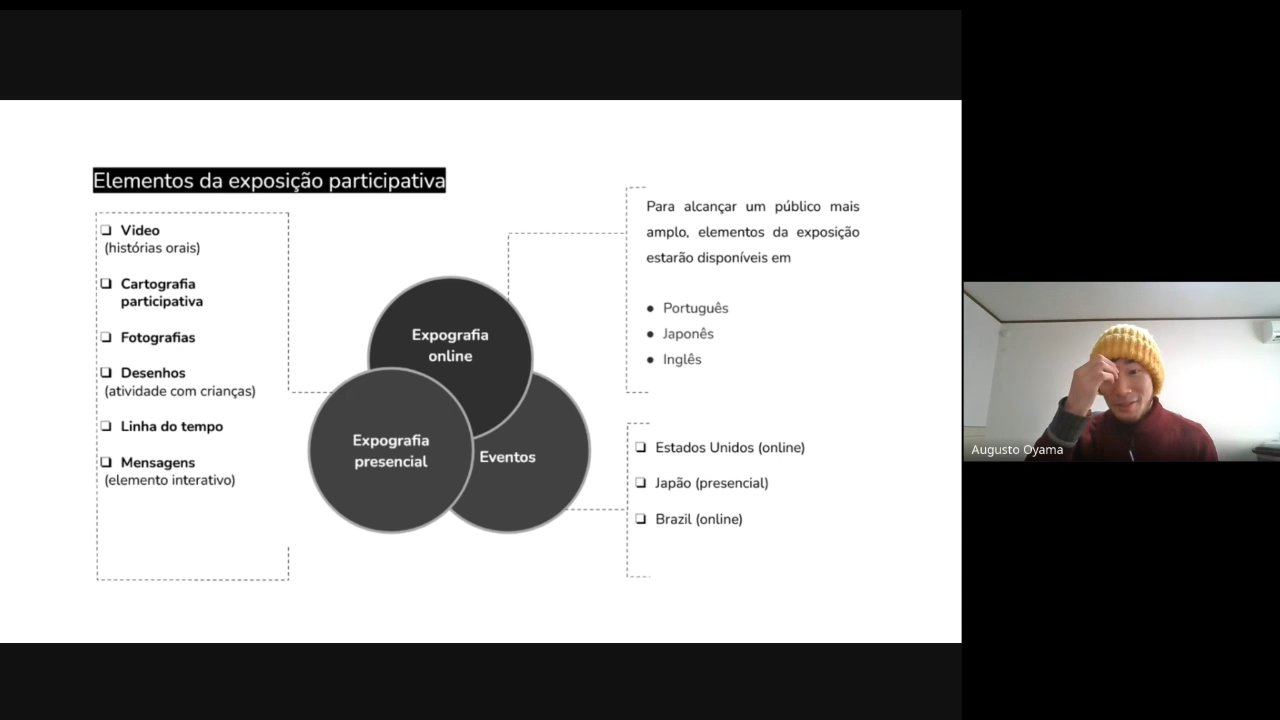 Elementos da exposição participativa
❏ Video
(histórias orais)
❏ Cartografia
participativa
❏ Fotografias
❏ Desenhos
(atividade com crianças)
❏ Linha do tempo
❏ Mensagens
(elemento interativo)
Expografia
online
Expografia
presencial
Eventos
Para alcançar um público mais
amplo, elementos da exposição
estarão disponíveis em
● Português
● Japonês
● Inglês
❏ Estados Unidos (online)
❏ Japão (presencial)
❏ Brazil (online)
Augusto Oyama